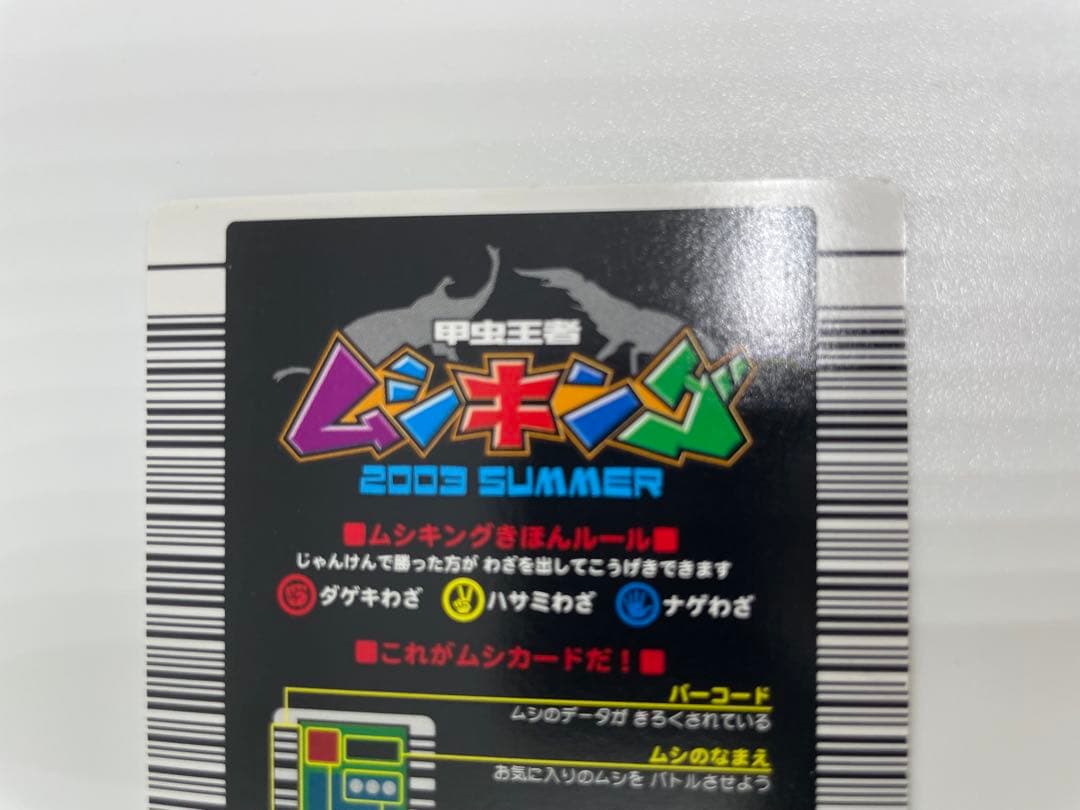 甲虫王者
ムシキング
2003 SUMMER
■ムシキングきほんルール■
じゃんけんで勝った方が わざを出してこうげきできます
ダゲキわざ ハサミわざ ナゲわざ
■これがムシカードだ！■
バーコード
ムシのデータが きろくされている
ムシのなまえ
お気に入りのムシを バトルさせよう